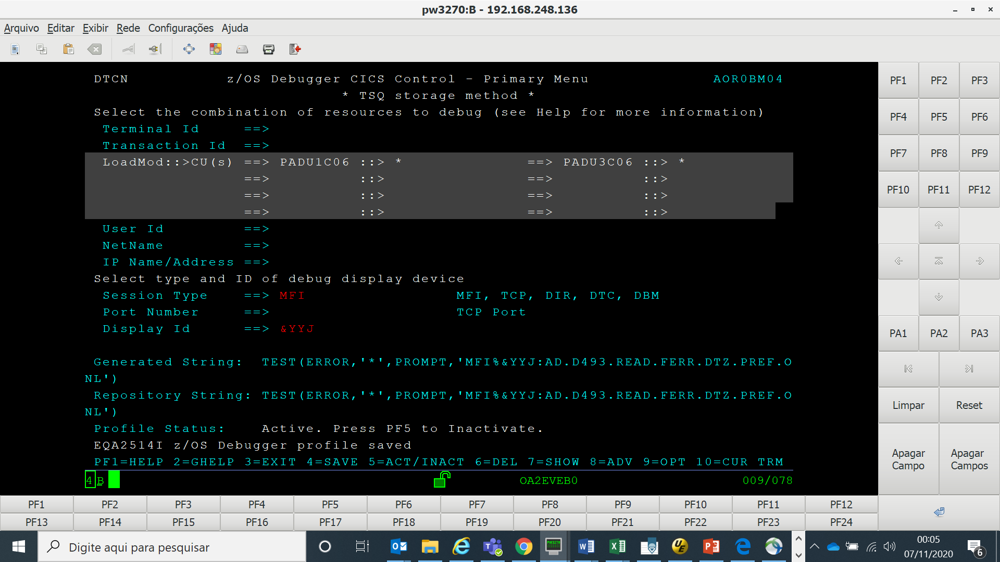 pw3270:B - 192.168.248.136
Arquivo Editar Exibir Rede Configurações Ajuda
DTCN z/OS Debugger CICS Control - Primary Menu AOR0BM04
* TSQ storage method *
Select the combination of resources to debug (see Help for more information)
Terminal Id ==>
Transaction Id ==>
LoadMod::>CU(s) ==> PADU1C06 ::> * ==> PADU3C06 ::> *
==> ::> ==> ::>
==> ::> ==> ::>
==> ::> ==> ::>
User Id ==>
NetName ==>
IP Name/Address ==>
Select type and ID of debug display device
Session Type ==> MFI MFI, TCP, DIR, DTC, DBM
Port Number ==> TCP Port
Display Id ==> &YYJ
Generated String: TEST(ERROR,'*',PROMPT,'MFI%&YYJ:AD.D493.READ.FERR.DTZ.PREF.O
NL')
Repository String: TEST(ERROR,'*',PROMPT,'MFI%&YYJ:AD.D493.READ.FERR.DTZ.PREF.O
NL')
Profile Status: Active. Press PF5 to Inactivate.
EQA2514I z/OS Debugger profile saved
PF1=HELP 2=GHELP 3=EXIT 4=SAVE 5=ACT/INACT 6=DEL 7=SHOW 8=ADV 9=OPT 10=CUR TRM
4 B OA2EVEB0 009/078
PF1 PF2 PF3
PF4 PF5 PF6
PF7 PF8 PF9
PF10 PF11 PF12
PA1 PA2 PA3
Limpar Reset
Apagar Campo Apagar Campos
PF1 PF2 PF3 PF4 PF5 PF6 PF7 PF8 PF9 PF10 PF11 PF12
PF13 PF14 PF15 PF16 PF17 PF18 PF19 PF20 PF21 PF22 PF23 PF24
Digite aqui para pesquisar
PW3270
00:05
07/11/2020
6